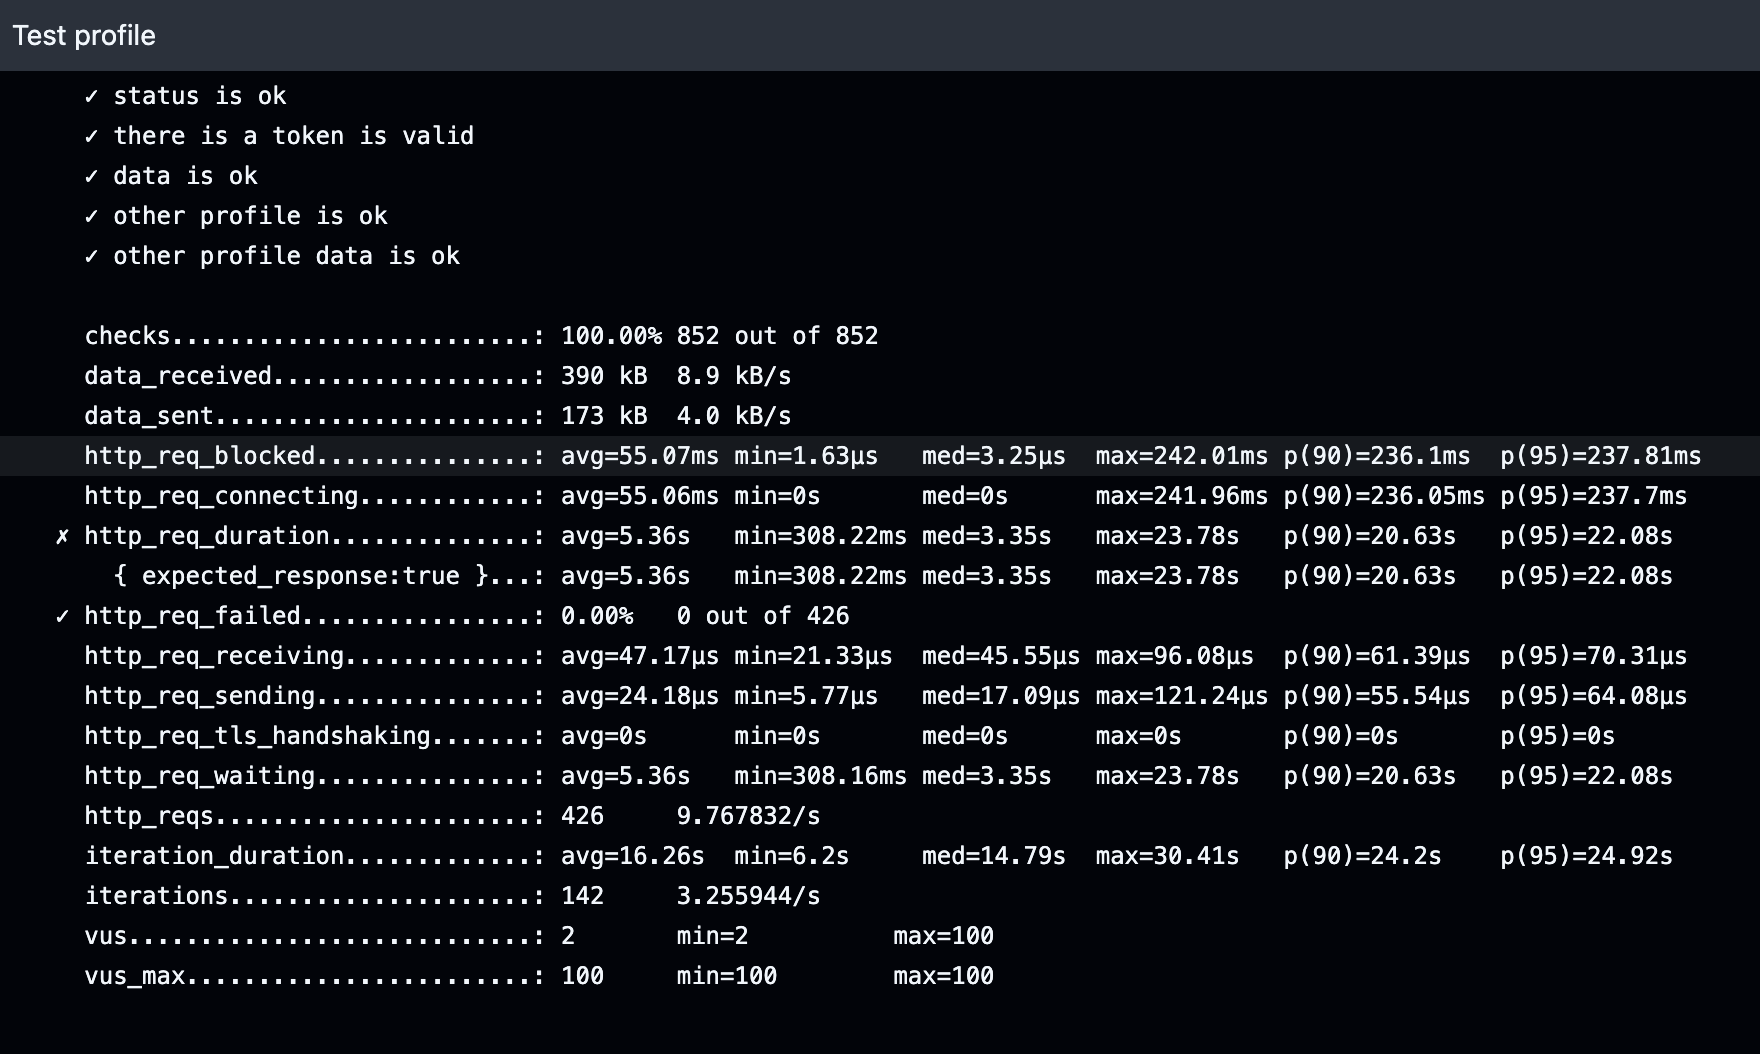 Test profile
✓ status is ok
✓ there is a token is valid
✓ data is ok
✓ other profile is ok
✓ other profile data is ok
checks.........................: 100.00% 852 out of 852
data_received..................: 390 kB  8.9 kB/s
data_sent......................: 173 kB  4.0 kB/s
http_req_blocked...............: avg=55.07ms min=1.63µs   med=3.25µs  max=242.01ms p(90)=236.1ms  p(95)=237.81ms
http_req_connecting............: avg=55.06ms min=0s       med=0s      max=241.96ms p(90)=236.05ms p(95)=237.7ms
✗ http_req_duration..............: avg=5.36s   min=308.22ms med=3.35s   max=23.78s   p(90)=20.63s   p(95)=22.08s
{ expected_response:true }...: avg=5.36s   min=308.22ms med=3.35s   max=23.78s   p(90)=20.63s   p(95)=22.08s
✓ http_req_failed................: 0.00%   0 out of 426
http_req_receiving.............: avg=47.17µs min=21.33µs  med=45.55µs max=96.08µs  p(90)=61.39µs  p(95)=70.31µs
http_req_sending...............: avg=24.18µs min=5.77µs   med=17.09µs max=121.24µs p(90)=55.54µs  p(95)=64.08µs
http_req_tls_handshaking.......: avg=0s      min=0s       med=0s      max=0s       p(90)=0s       p(95)=0s
http_req_waiting...............: avg=5.36s   min=308.16ms med=3.35s   max=23.78s   p(90)=20.63s   p(95)=22.08s
http_reqs......................: 426     9.767832/s
iteration_duration.............: avg=16.26s  min=6.2s     med=14.79s  max=30.41s   p(90)=24.2s    p(95)=24.92s
iterations.....................: 142     3.255944/s
vus............................: 2       min=2          max=100
vus_max........................: 100     min=100        max=100